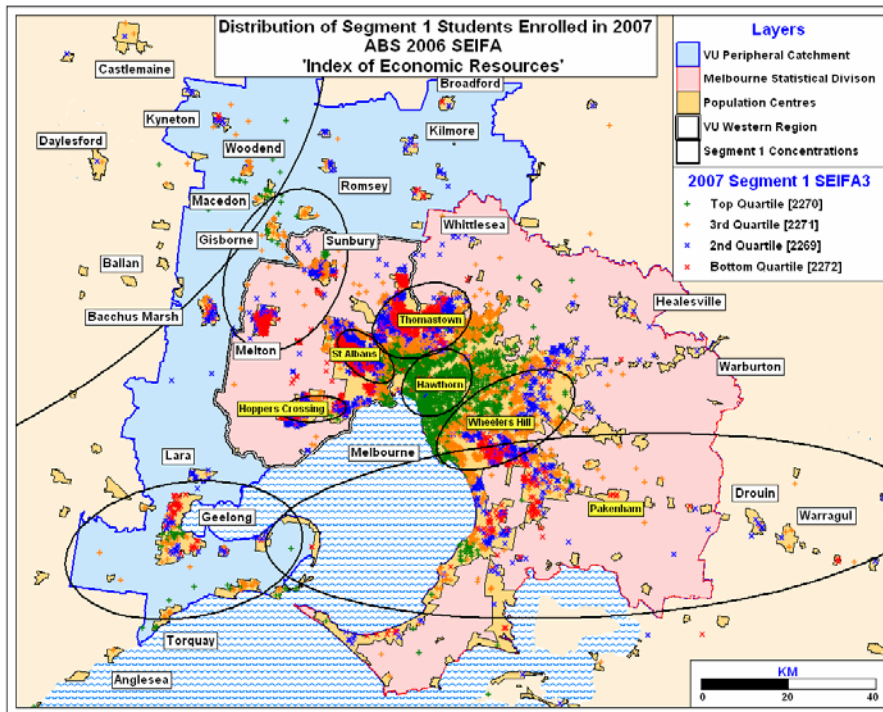 Distribution of Segment 1 Students Enrolled in 2007
ABS 2006 SEIFA
'Index of Economic Resources'
Layers
VU Peripheral Catchment
Melbourne Statistical Divison
Population Centres
VU Western Region
Segment 1 Concentrations
2007 Segment 1 SEIFA3
Top Quartile [2270]
3rd Quartile [2271]
2nd Quartile [2269]
Bottom Quartile [2272]
Castlemaine
Broadford
Kyneton
Kilmore
Daylesford
Woodend
Romsey
Macedon
Whittlesea
Gisborne
Sunbury
Ballan
Healesville
Bacchus Marsh
Thomastown
Melton
St Albans
Warburton
Hawthorn
Hoppers Crossing
Wheelers Hill
Melbourne
Lara
Drouin
Geelong
Pakenham
Warragul
Torquay
Anglesea
KM
0 20 40